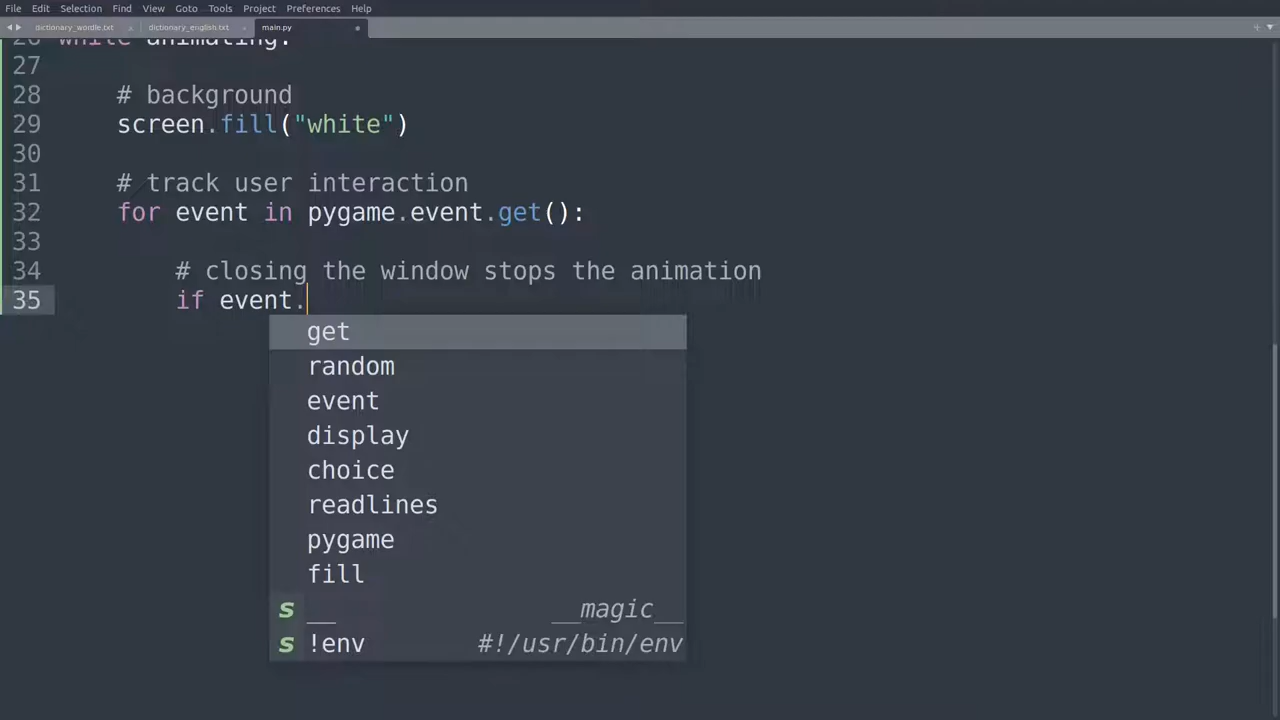 File Edit Selection Find View Goto Tools Project Preferences Help
dictionary_wordle.txt dictionary_english.txt main.py
26 while animating:
27
28 # background
29 screen.fill("white")
30
31 # track user interaction
32 for event in pygame.event.get():
33
34 # closing the window stops the animation
35 if event.
get
random
event
display
choice
readlines
pygame
fill
s __ __magic__
s !env #!/usr/bin/env